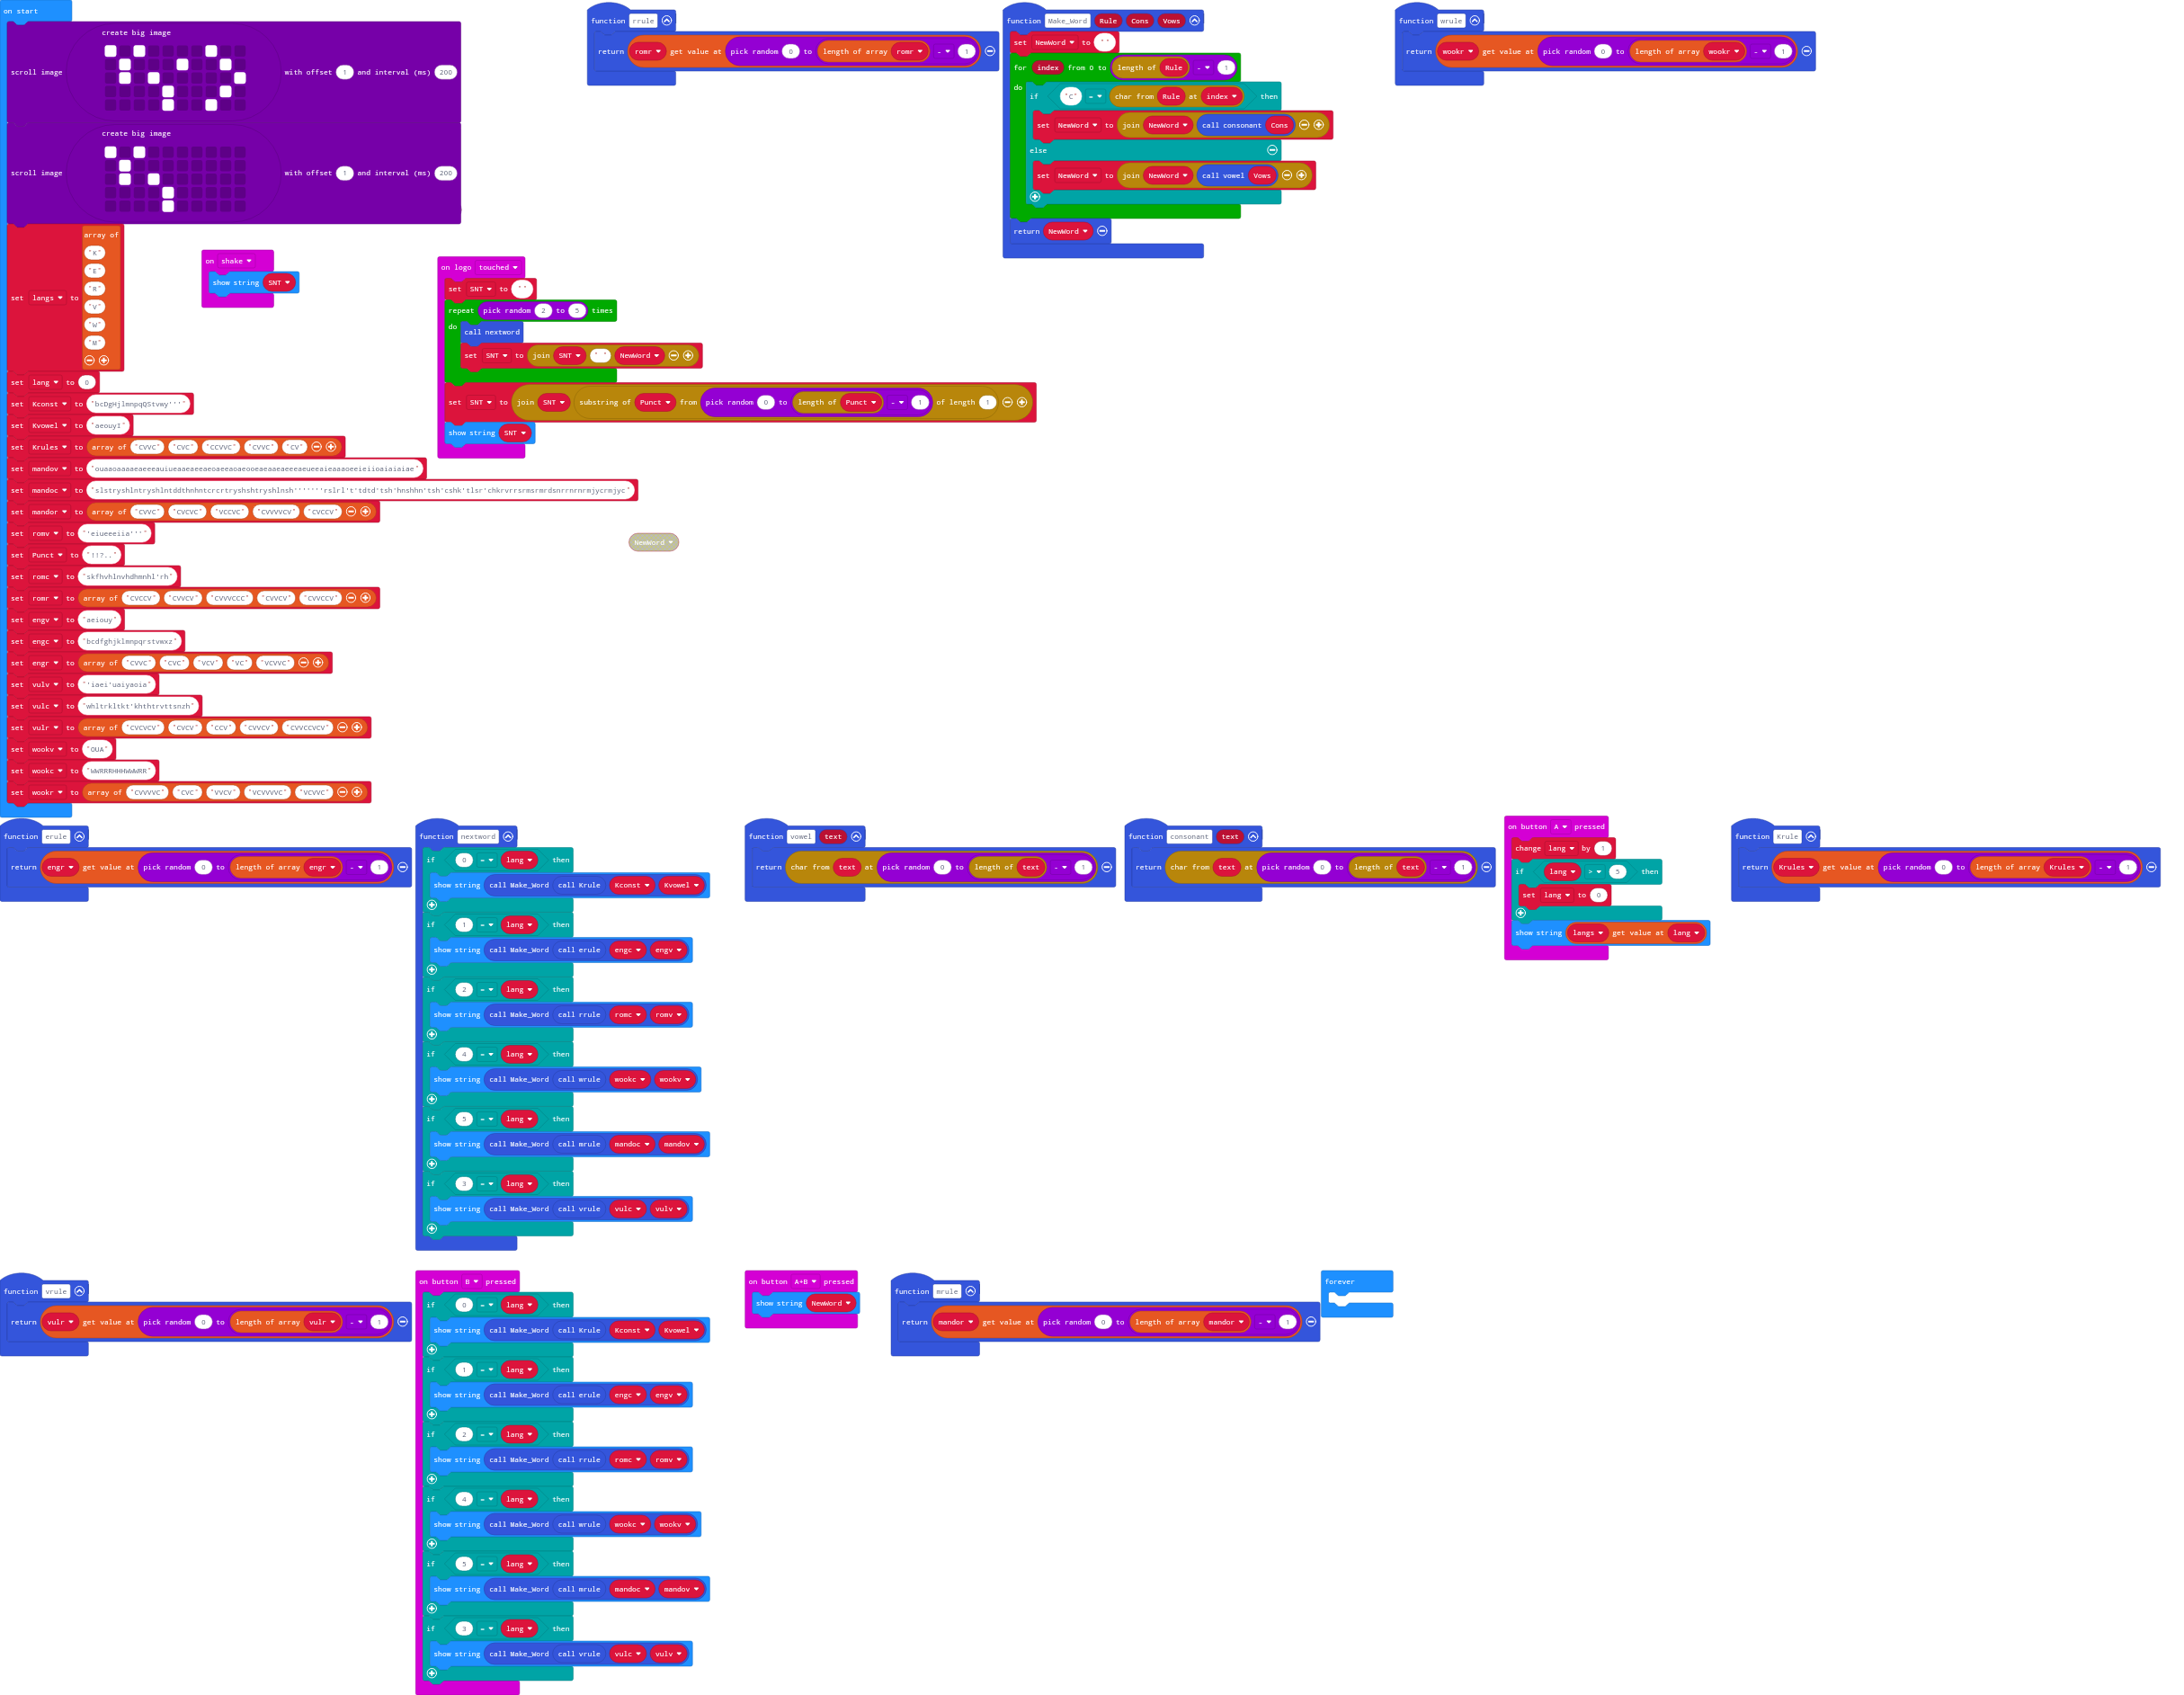 on start
create big image
scroll image with offset 1 and interval (ms) 200
create big image
scroll image with offset 1 and interval (ms) 200
array of
"K"
"E"
"R"
"V"
"W"
"M"
set langs to
set lang to 0
set Kconst to "bcDgHjlmnpqQStvwy'''"
set Kvowel to "aeouyI"
set Krules to array of "CVVC" "CVC" "CCVVC" "CVVC" "CV"
set mandov to
set mandoc to
set mandor to array of "CVVC" "CVCVC" "VCCVC" "CVVVVCV" "CVCCV"
set romv to "'eiueeeiia'''"
set Punct to "!!?.."
set romc to "skfhvhlnvhdhmnhl'rh"
set romr to array of "CVCCV" "CVVCV" "CVVVCCC" "CVVCV" "CVVCCV"
set engv to "aeiouy"
set engc to "bcdfghjklmnpqrstvwxz"
set engr to array of "CVVC" "CVC" "VCV" "VC" "VCVVC"
set vulv to "'iaei'uaiyaoia"
set vulc to "whltrkltkt'khthtrvttsnzh"
set vulr to array of "CVCVCV" "CVCV" "CCV" "CVVCV" "CVVCCVCV"
set wookv to "OUA"
set wookc to "WWRRRHHHWWWRR"
set wookr to array of "CVVVVC" "CVC" "VVCV" "VCVVVVC" "VCVVC"
on shake
show string SNT
on logo touched
set SNT to ""
repeat pick random 2 to 5 times
do
call nextword
set SNT to join SNT " " NewWord
set SNT to join SNT substring of Punct from pick random 0 to length of Punct - 1 of length 1
show string SNT
NewWord
function rrule
return romr get value at pick random 0 to length of array romr - 1
function Make_Word Rule Cons Vows
set NewWord to ""
for index from 0 to length of Rule - 1
do
if "C" = char from Rule at index then
set NewWord to join NewWord call consonant Cons
else
set NewWord to join NewWord call vowel Vows
return NewWord
function wrule
return wookr get value at pick random 0 to length of array wookr - 1
function erule
return engr get value at pick random 0 to length of array engr - 1
function nextword
if 0 = lang then
show string call Make_Word call Krule Kconst Kvowel
if 1 = lang then
show string call Make_Word call erule engc engv
if 2 = lang then
show string call Make_Word call rrule romc romv
if 4 = lang then
show string call Make_Word call wrule wookc wookv
if 5 = lang then
show string call Make_Word call mrule mandoc mandov
if 3 = lang then
show string call Make_Word call vrule vulc vulv
function vowel text
return char from text at pick random 0 to length of text - 1
function consonant text
return char from text at pick random 0 to length of text - 1
on button A pressed
change lang by 1
if lang > 5 then
set lang to 0
show string langs get value at lang
function Krule
return Krules get value at pick random 0 to length of array Krules - 1
function vrule
return vulr get value at pick random 0 to length of array vulr - 1
on button B pressed
if 0 = lang then
show string call Make_Word call Krule Kconst Kvowel
if 1 = lang then
show string call Make_Word call erule engc engv
if 2 = lang then
show string call Make_Word call rrule romc romv
if 4 = lang then
show string call Make_Word call wrule wookc wookv
if 5 = lang then
show string call Make_Word call mrule mandoc mandov
if 3 = lang then
show string call Make_Word call vrule vulc vulv
on button A+B pressed
show string NewWord
function mrule
return mandor get value at pick random 0 to length of array mandor - 1
forever